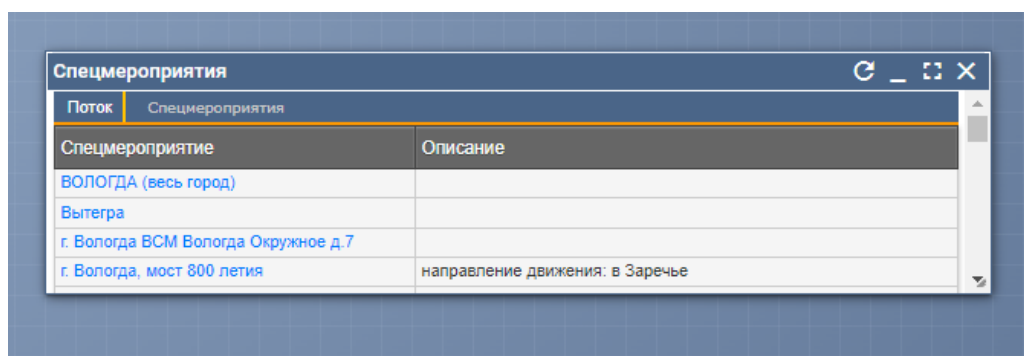 Спецмероприятия
Поток Спецмероприятия
Спецмероприятие Описание
ВОЛОГДА (весь город)
Вытегра
г. Вологда ВСМ Вологда Окружное д.7
г. Вологда, мост 800 летия направление движения: в Заречье